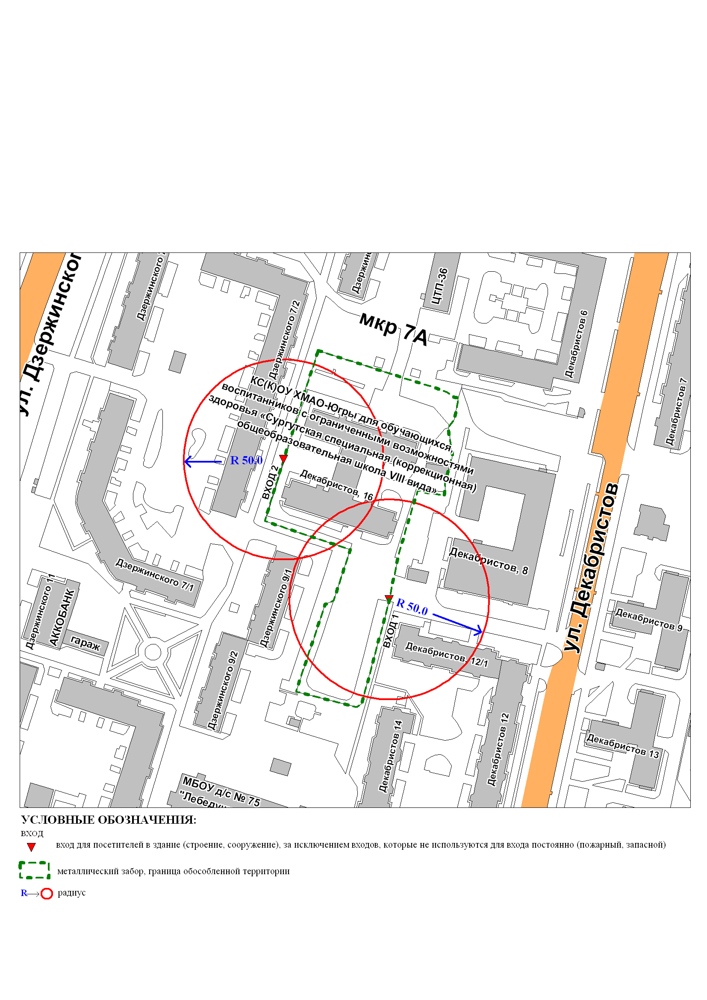 ул. Дзержинског
Дзержинского 7
Дзержинского 7/2
Дзержинс
ЦТП-36
мкр 7А
Декабристов 6
Декабристов 7
КС(К)ОУ ХМАО-Югры для обучающихся,
воспитанников с ограниченными возможностями
здоровья «Сургутская специальная (коррекционная)
общеобразовательная школа VIII вида»
R 50.0
ВХОД 2
Декабристов, 16
Декабристов, 8
ул. Декабристов
Дзержинского 7/1
Дзержинского 11
АККОБАНК
гараж
Дзержинского 9/1
Дзержинского 9/2
R 50.0
ВХОД 1
Декабристов, 12/1
Декабристов 9
Декабристов 14
Декабристов 12
Декабристов 13
МБОУ д/с № 75
"Лебедуш
УСЛОВНЫЕ ОБОЗНАЧЕНИЯ:
ВХОД
вход для посетителей в здание (строение, сооружение), за исключением входов, которые не используются для входа постоянно (пожарный, запасной)
металлический забор, граница обособленной территории
R радиус